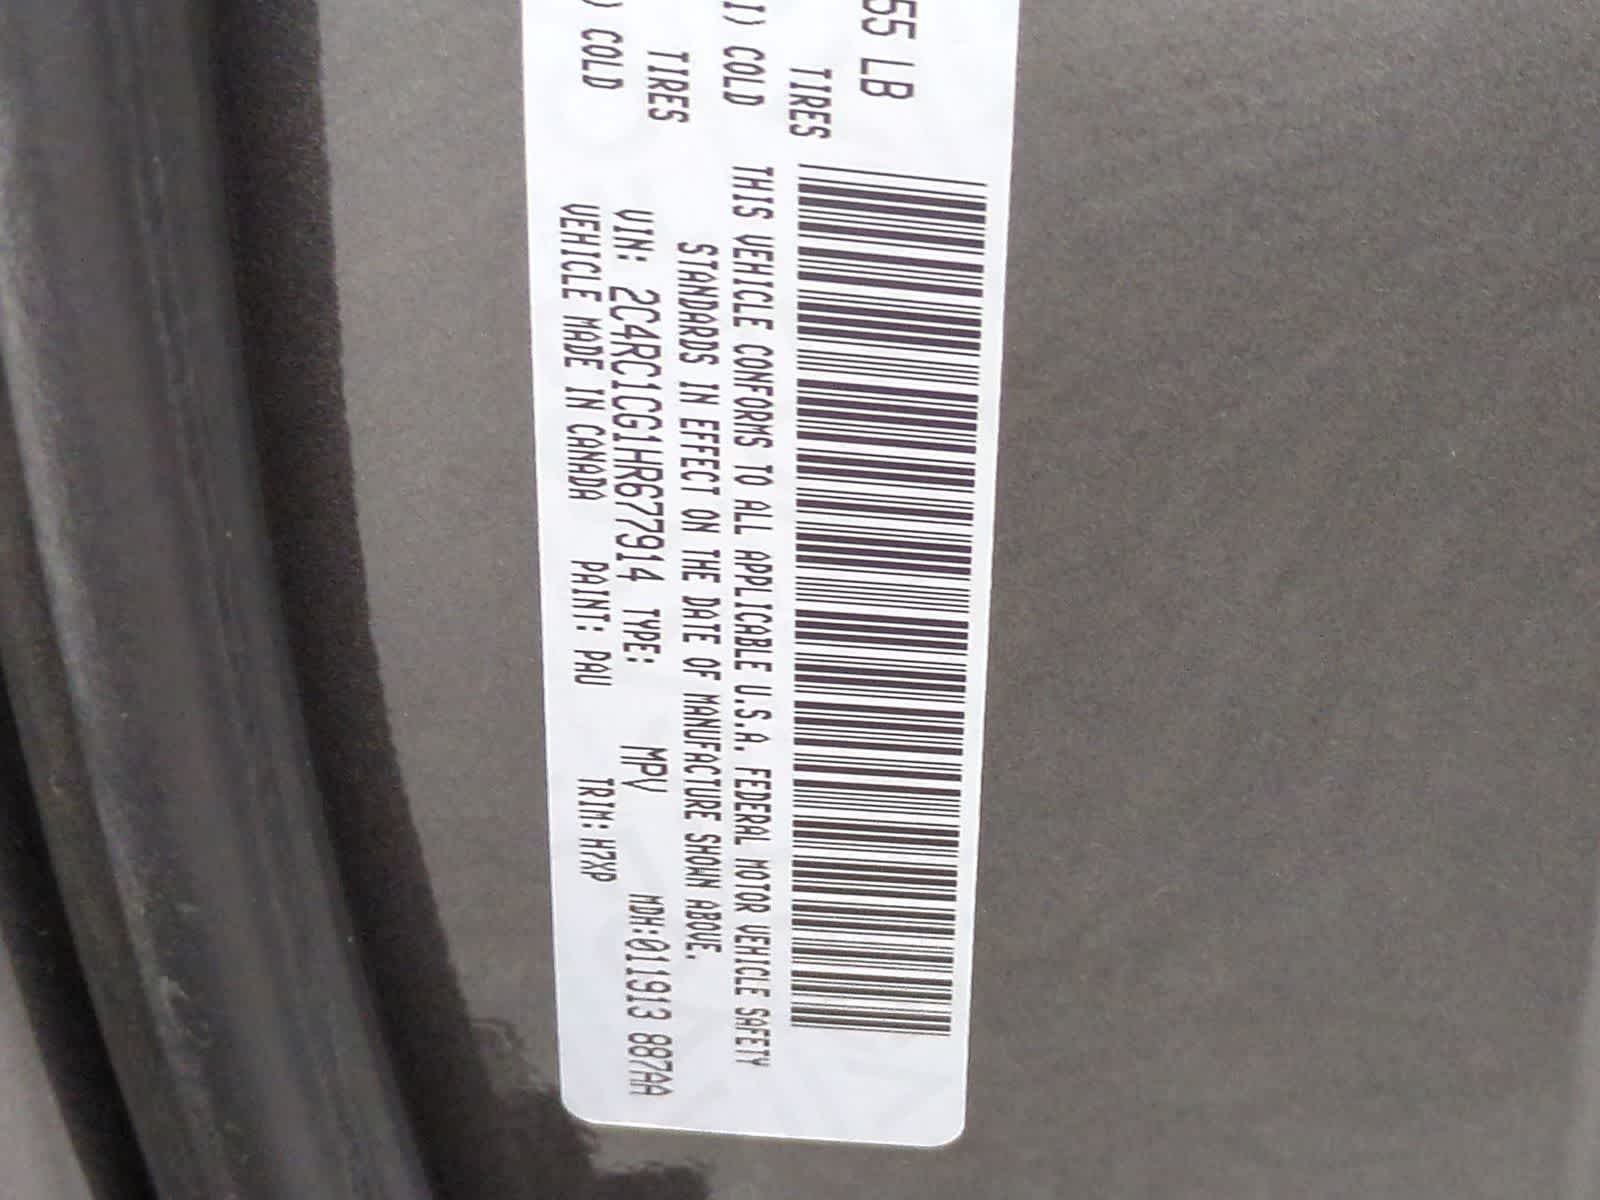 55 LB
TIRES
I) COLD
TIRES
) COLD
THIS VEHICLE CONFORMS TO ALL APPLICABLE U.S.A. FEDERAL MOTOR VEHICLE SAFETY
STANDARDS IN EFFECT ON THE DATE OF MANUFACTURE SHOWN ABOVE.
VIN: 2C4RC1CG1HR677914 TYPE: MPV MDH:011913 887AA
VEHICLE MADE IN CANADA PAINT: PAU TRIM: H7XP